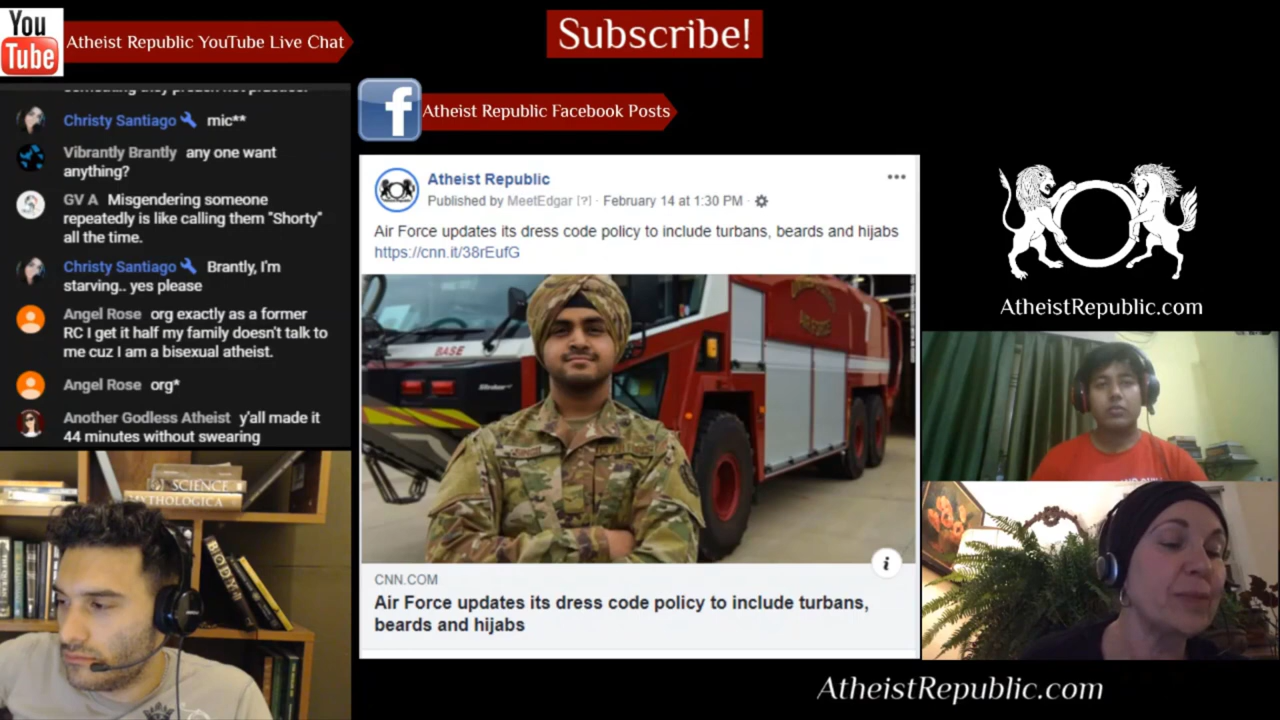 You
Tube
Atheist Republic YouTube Live Chat
Subscribe!
Christy Santiago mic**
Vibrantly Brantly any one want
anything?
GV A Misgendering someone
repeatedly is like calling them "Shorty"
all the time.
Christy Santiago Brantly, I'm
starving.. yes please
Angel Rose org exactly as a former
RC I get it half my family doesn't talk to
me cuz I am a bisexual atheist.
Angel Rose org*
Another Godless Atheist y'all made it
44 minutes without swearing
f
Atheist Republic Facebook Posts
Atheist Republic
Published by MeetEdgar [?] · February 14 at 1:30 PM ·
Air Force updates its dress code policy to include turbans, beards and hijabs
https://cnn.it/38rEufG
BASE
7
i
CNN.COM
Air Force updates its dress code policy to include turbans,
beards and hijabs
AtheistRepublic.com
SCIENCE
MYTHOLOGICA
BODY
AtheistRepublic.com